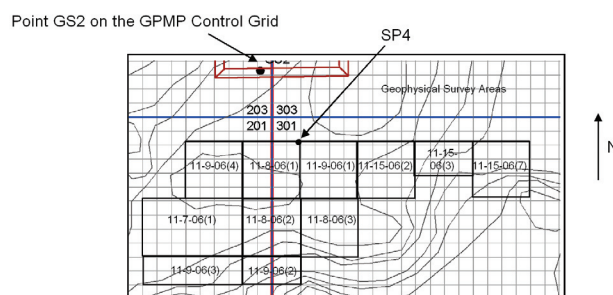 Point GS2 on the GPMP Control Grid
SP4
Geophysical Survey Areas
203 303
201 301
N
11-9-06(4) 11-8-06(1) 11-9-06(1) 11-15-06(2) 11-15-06(3) 11-15-06(7)
11-7-06(1) 11-8-06(2) 11-8-06(3)
11-9-06(3) 11-9-06(2)